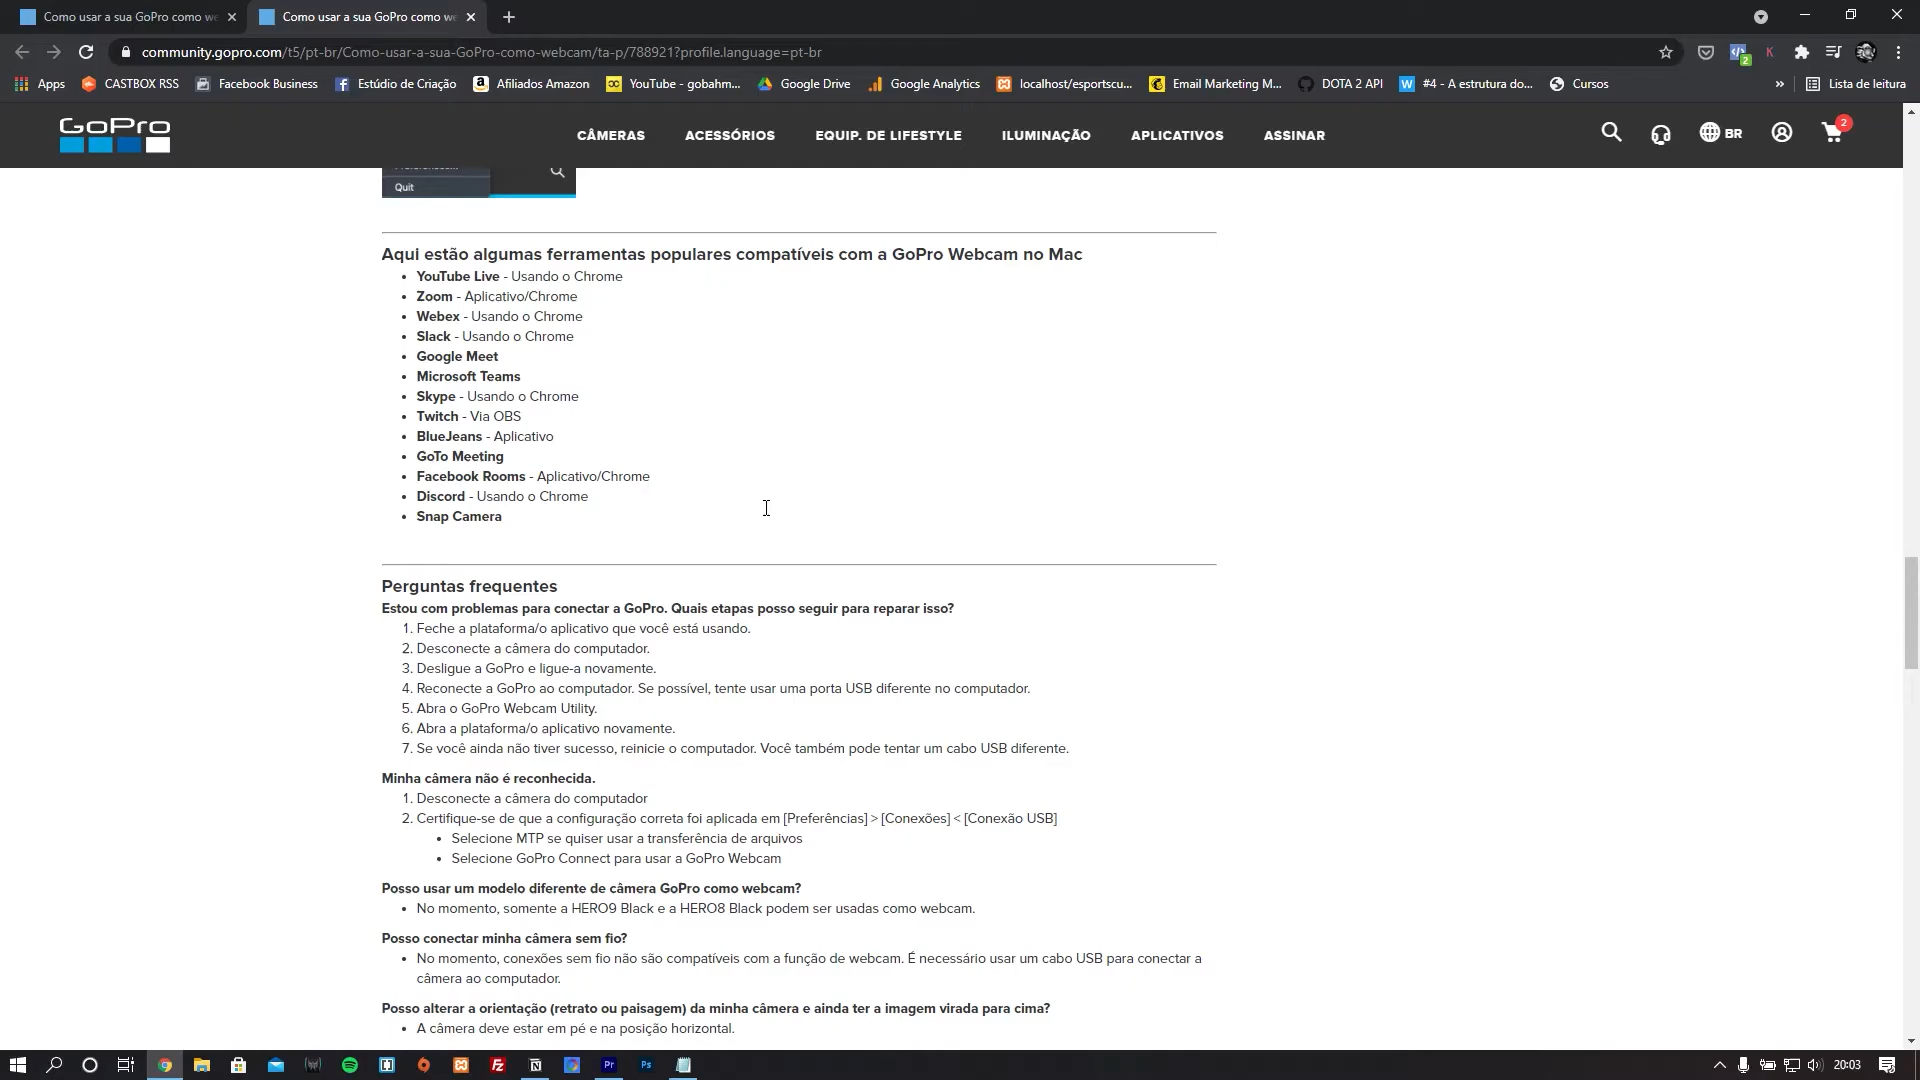 Como usar a sua GoPro como we
Como usar a sua GoPro como we
community.gopro.com/t5/pt-br/Como-usar-a-sua-GoPro-como-webcam/ta-p/788921?profile.language=pt-br
2
K
Apps
CASTBOX RSS
Facebook Business
Estúdio de Criação
Afiliados Amazon
YouTube - gobahm...
Google Drive
Google Analytics
localhost/esportscu...
Email Marketing M...
DOTA 2 API
#4 - A estrutura do...
Cursos
»
Lista de leitura
GoPro
CÂMERAS
ACESSÓRIOS
EQUIP. DE LIFESTYLE
ILUMINAÇÃO
APLICATIVOS
ASSINAR
BR
2
Quit
Aqui estão algumas ferramentas populares compatíveis com a GoPro Webcam no Mac
• YouTube Live - Usando o Chrome
• Zoom - Aplicativo/Chrome
• Webex - Usando o Chrome
• Slack - Usando o Chrome
• Google Meet
• Microsoft Teams
• Skype - Usando o Chrome
• Twitch - Via OBS
• BlueJeans - Aplicativo
• GoTo Meeting
• Facebook Rooms - Aplicativo/Chrome
• Discord - Usando o Chrome
• Snap Camera
Perguntas frequentes
Estou com problemas para conectar a GoPro. Quais etapas posso seguir para reparar isso?
1. Feche a plataforma/o aplicativo que você está usando.
2. Desconecte a câmera do computador.
3. Desligue a GoPro e ligue-a novamente.
4. Reconecte a GoPro ao computador. Se possível, tente usar uma porta USB diferente no computador.
5. Abra o GoPro Webcam Utility.
6. Abra a plataforma/o aplicativo novamente.
7. Se você ainda não tiver sucesso, reinicie o computador. Você também pode tentar um cabo USB diferente.
Minha câmera não é reconhecida.
1. Desconecte a câmera do computador
2. Certifique-se de que a configuração correta foi aplicada em [Preferências] > [Conexões] < [Conexão USB]
• Selecione MTP se quiser usar a transferência de arquivos
• Selecione GoPro Connect para usar a GoPro Webcam
Posso usar um modelo diferente de câmera GoPro como webcam?
• No momento, somente a HERO9 Black e a HERO8 Black podem ser usadas como webcam.
Posso conectar minha câmera sem fio?
• No momento, conexões sem fio não são compatíveis com a função de webcam. É necessário usar um cabo USB para conectar a
câmera ao computador.
Posso alterar a orientação (retrato ou paisagem) da minha câmera e ainda ter a imagem virada para cima?
• A câmera deve estar em pé e na posição horizontal.
Fz
N
Pr
Ps
20:03